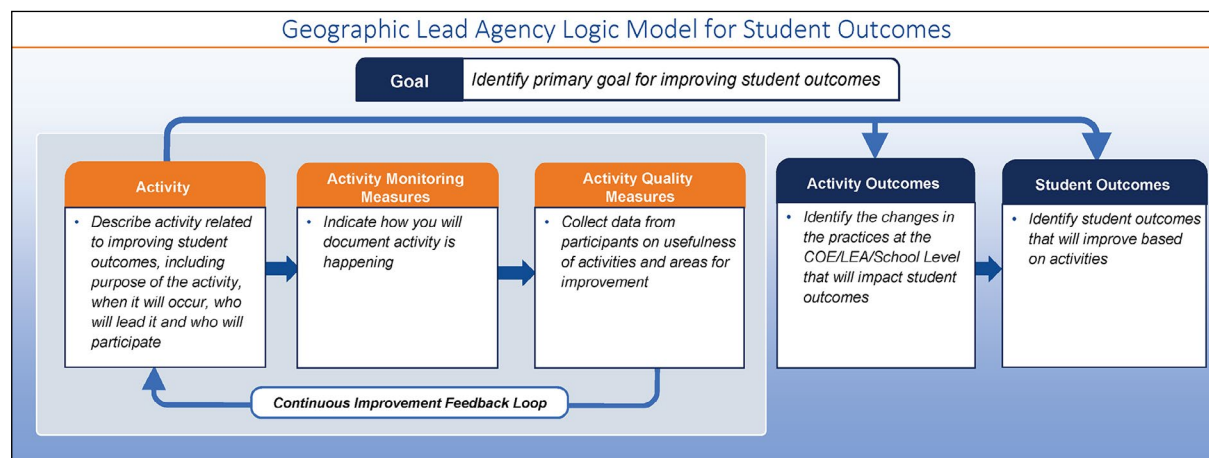 Geographic Lead Agency Logic Model for Student Outcomes
Goal
Identify primary goal for improving student outcomes
Activity
• Describe activity related
to improving student
outcomes, including
purpose of the activity,
when it will occur, who
will lead it and who will
participate
Activity Monitoring
Measures
• Indicate how you will
document activity is
happening
Activity Quality
Measures
• Collect data from
participants on usefulness
of activities and areas for
improvement
Activity Outcomes
• Identify the changes in
the practices at the
COE/LEA/School Level
that will impact student
outcomes
Student Outcomes
• Identify student outcomes
that will improve based
on activities
Continuous Improvement Feedback Loop